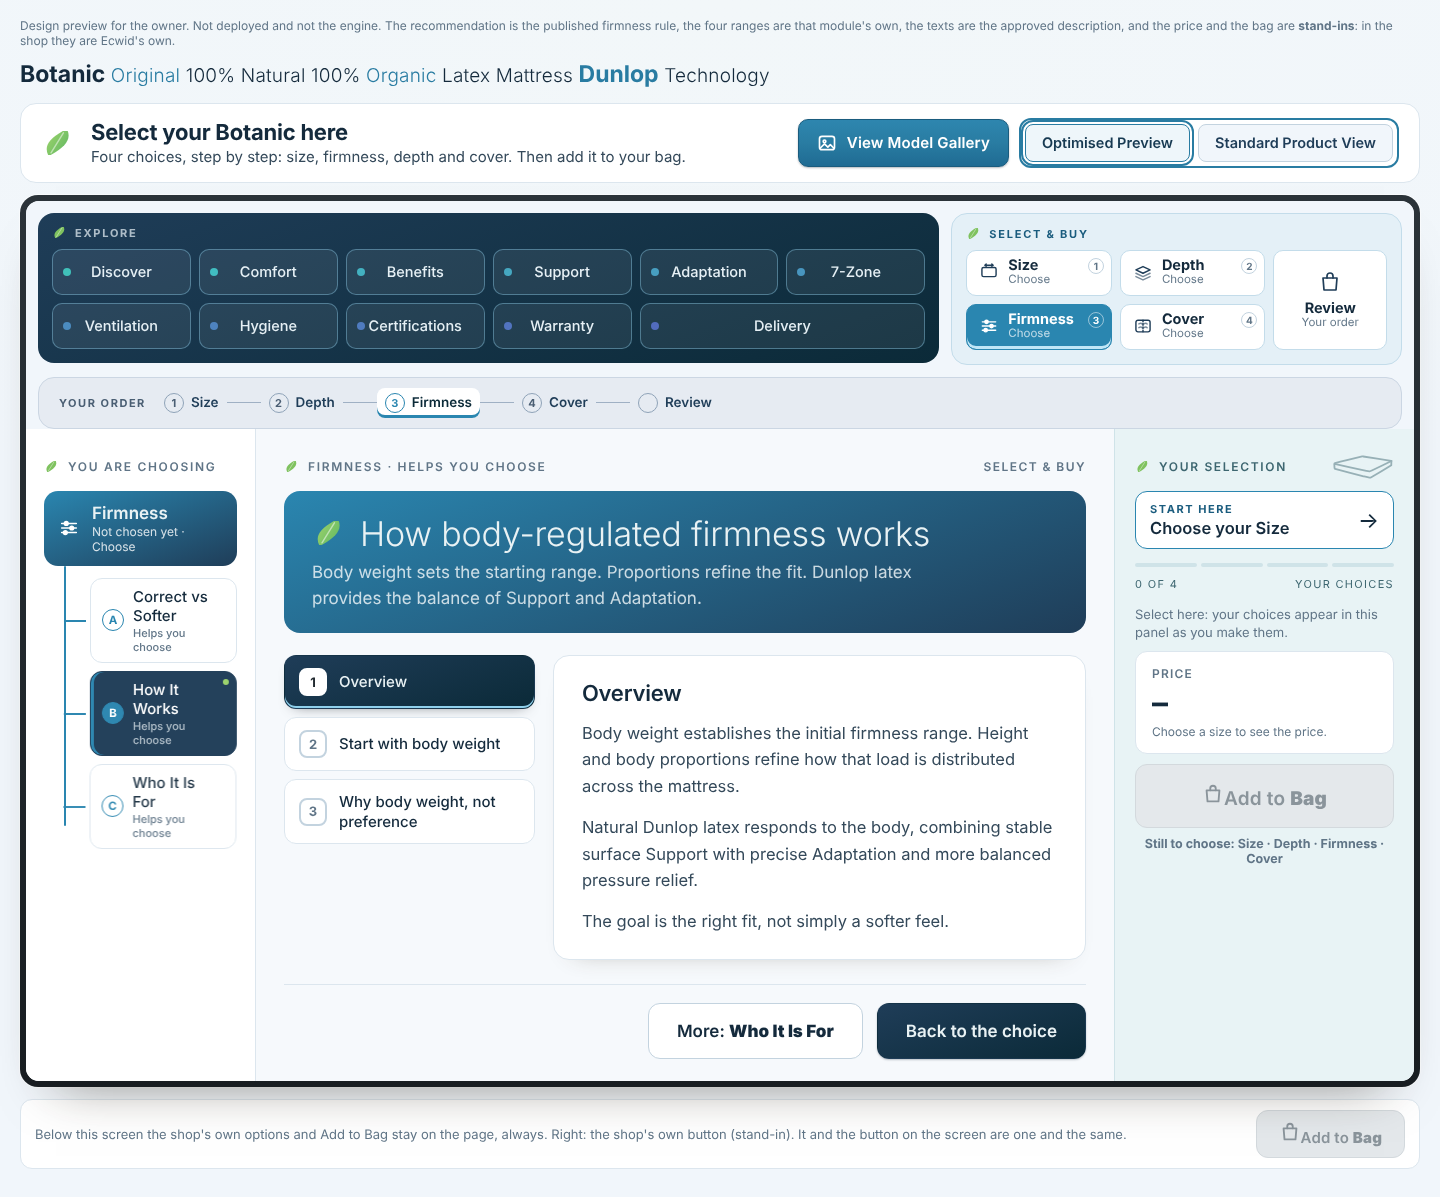 Design preview for the owner. Not deployed and not the engine. The recommendation is the published firmness rule, the four ranges are that module's own, the texts are the approved description, and the price and the bag are stand-ins: in the
shop they are Ecwid's own.
Botanic Original 100% Natural 100% Organic Latex Mattress Dunlop Technology
Select your Botanic here
Four choices, step by step: size, firmness, depth and cover. Then add it to your bag.
View Model Gallery
Optimised Preview
Standard Product View
EXPLORE
Discover
Comfort
Benefits
Support
Adaptation
7-Zone
Ventilation
Hygiene
Certifications
Warranty
Delivery
SELECT & BUY
Size
Choose
1
Depth
Choose
2
Firmness
Choose
3
Cover
Choose
4
Review
Your order
YOUR ORDER
1 Size
2 Depth
3 Firmness
4 Cover
Review
YOU ARE CHOOSING
Firmness
Not chosen yet ·
Choose
A
Correct vs
Softer
Helps you
choose
B
How It
Works
Helps you
choose
C
Who It Is
For
Helps you
choose
FIRMNESS · HELPS YOU CHOOSE
SELECT & BUY
How body-regulated firmness works
Body weight sets the starting range. Proportions refine the fit. Dunlop latex
provides the balance of Support and Adaptation.
1 Overview
2 Start with body weight
3 Why body weight, not
preference
Overview
Body weight establishes the initial firmness range. Height
and body proportions refine how that load is distributed
across the mattress.
Natural Dunlop latex responds to the body, combining stable
surface Support with precise Adaptation and more balanced
pressure relief.
The goal is the right fit, not simply a softer feel.
More: Who It Is For
Back to the choice
YOUR SELECTION
START HERE
Choose your Size
0 OF 4
YOUR CHOICES
Select here: your choices appear in this
panel as you make them.
PRICE
–
Choose a size to see the price.
Add to Bag
Still to choose: Size · Depth · Firmness ·
Cover
Below this screen the shop's own options and Add to Bag stay on the page, always. Right: the shop's own button (stand-in). It and the button on the screen are one and the same.
Add to Bag